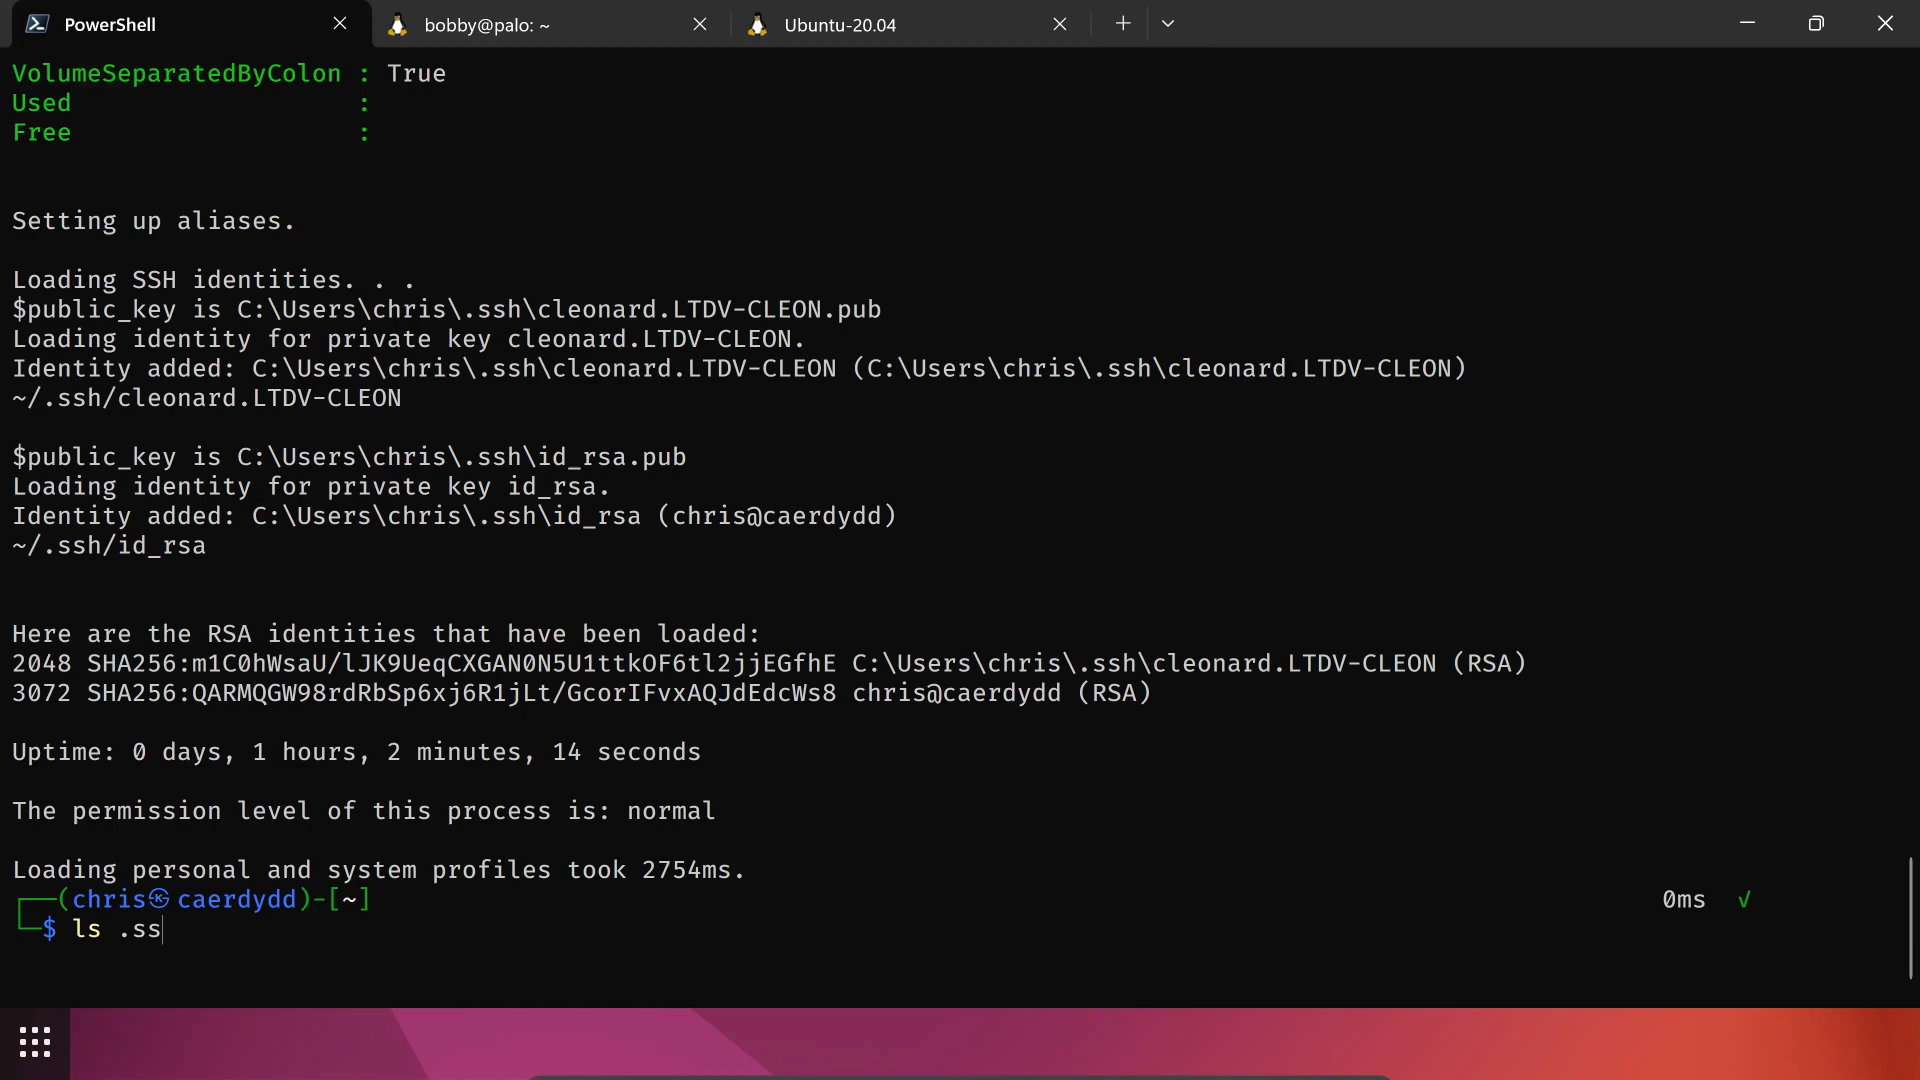 PowerShell
bobby@palo: ~
Ubuntu-20.04
VolumeSeparatedByColon : True
Used                   :
Free                   :
Setting up aliases.
Loading SSH identities. . .
$public_key is C:\Users\chris\.ssh\cleonard.LTDV-CLEON.pub
Loading identity for private key cleonard.LTDV-CLEON.
Identity added: C:\Users\chris\.ssh\cleonard.LTDV-CLEON (C:\Users\chris\.ssh\cleonard.LTDV-CLEON)
~/.ssh/cleonard.LTDV-CLEON
$public_key is C:\Users\chris\.ssh\id_rsa.pub
Loading identity for private key id_rsa.
Identity added: C:\Users\chris\.ssh\id_rsa (chris@caerdydd)
~/.ssh/id_rsa
Here are the RSA identities that have been loaded:
2048 SHA256:m1C0hWsaU/lJK9UeqCXGAN0N5U1ttkOF6tl2jjEGfhE C:\Users\chris\.ssh\cleonard.LTDV-CLEON (RSA)
3072 SHA256:QARMQGW98rdRbSp6xj6R1jLt/GcorIFvxAQJdEdcWs8 chris@caerdydd (RSA)
Uptime: 0 days, 1 hours, 2 minutes, 14 seconds
The permission level of this process is: normal
Loading personal and system profiles took 2754ms.
┌──(chris㉿caerdydd)-[~] 0ms √
└─$ ls .ss